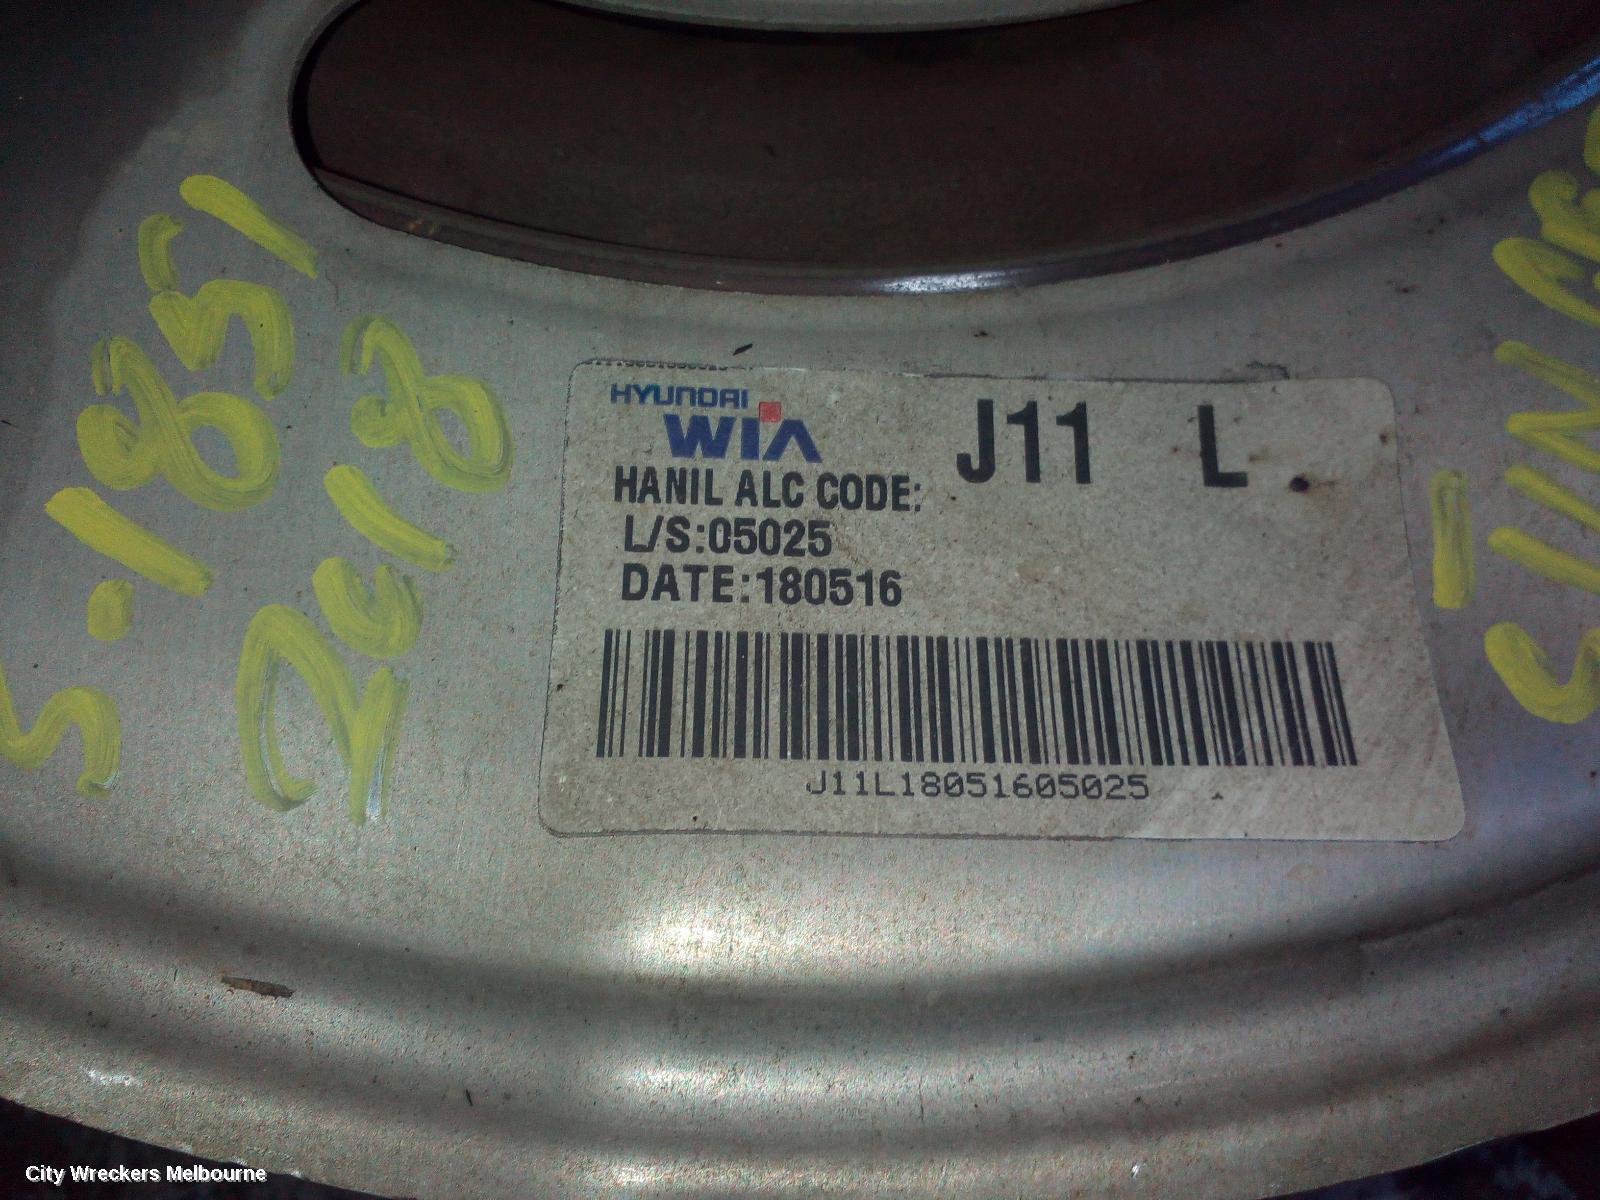 HYUNDAI
WIA
J11 L
HANIL ALC CODE:
L/S:05025
DATE:180516
J11L18051605025
S.1851
2018
City Wreckers Melbourne